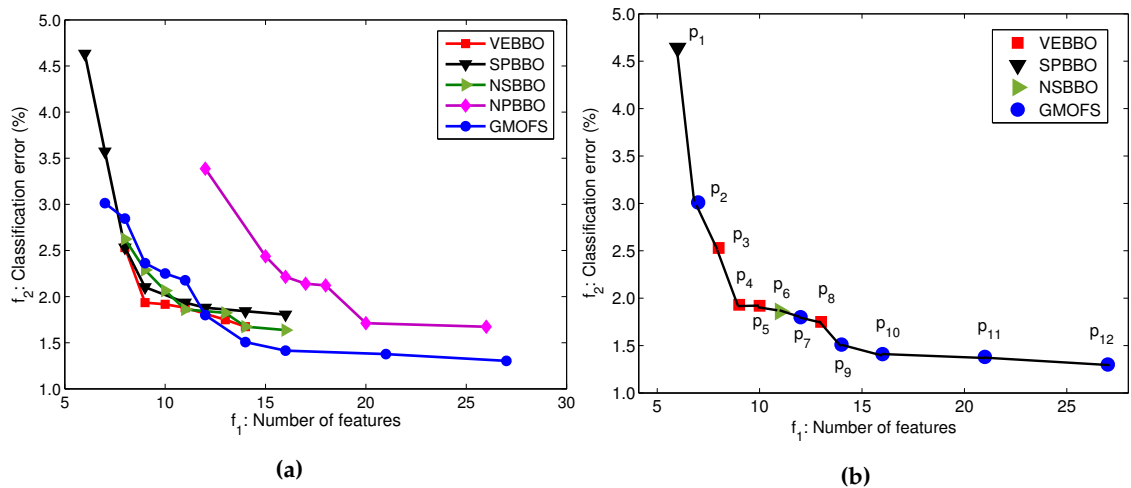 5.0
4.5
4.0
3.5
3.0
2.5
2.0
1.5
1.0
f2: Classification error (%)
VEBBO
SPBBO
NSBBO
NPBBO
GMOFS
5 10 15 20 25 30
f1: Number of features
(a)
5.0
4.5
4.0
3.5
3.0
2.5
2.0
1.5
1.0
f2: Classification error (%)
VEBBO
SPBBO
NSBBO
GMOFS
p1
p2
p3
p4
p5
p6
p7
p8
p9
p10
p11
p12
5 10 15 20 25
f1: Number of features
(b)